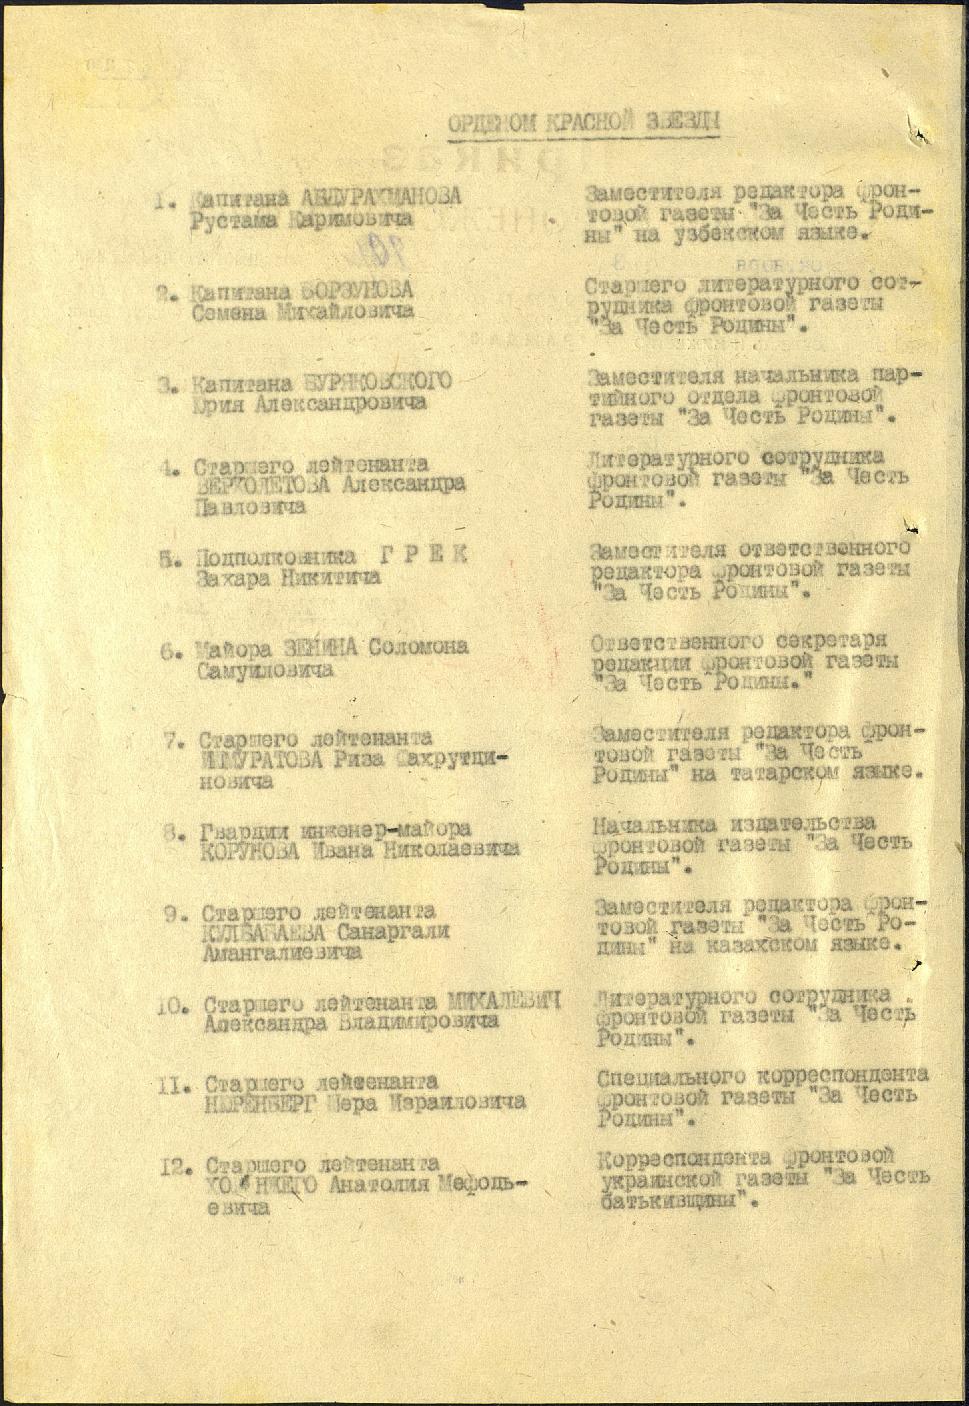 ОРДЕНОМ КРАСНОЙ ЗВЕЗДЫ
1. Капитана АБДУРАХМАНОВА
Рустама Каримовича
Заместителя редактора фрон-
товой газеты "За Честь Роди-
ны" на узбекском языке.
2. Капитана БОРЗУНОВА
Семена Михайловича
Старшего литературного сот-
рудника фронтовой газеты
"За Честь Родины".
3. Капитана БУРЯКОВСКОГО
Юрия Александровича
Заместителя начальника пар-
тийного отдела фронтовой
газеты "За Честь Родины".
4. Старшего лейтенанта
ВЕРХОЛЕТОВА Александра
Павловича
Литературного сотрудника
фронтовой газеты "За Честь
Родины".
5. Подполковника Г Р Е К
Захара Никитича
Заместителя ответственного
редактора фронтовой газеты
"За Честь Родины".
6. Майора ЗЕНИНА Соломона
Самуиловича
Ответственного секретаря
редакции фронтовой газеты
"За Честь Родины."
7. Старшего лейтенанта
ИШМУРАТОВА Риза Фахрутди-
новича
Заместителя редактора фрон-
товой газеты "За Честь
Родины" на татарском языке.
8. Гвардии инженер-майора
КОРУНОВА Ивана Николаевича
Начальника издательства
фронтовой газеты "За Честь
Родины".
9. Старшего лейтенанта
КУЛБАБАЕВА Санаргали
Амангалиевича
Заместителя редактора фрон-
товой газеты "За Честь Ро-
дины" на казахском языке.
10. Старшего лейтенанта МИХАЛЕВИЧ
Александра Владимировича
Литературного сотрудника
фронтовой газеты "За Честь
Родины".
11. Старшего лейтенанта
НЮРЕНБЕРГ Шера Израиловича
Специального корреспондента
фронтовой газеты "За Честь
Родины".
12. Старшего лейтенанта
Анатолия Мефодь-
евича
Корреспондента фронтовой
украинской газеты "За Честь
батькивщины".